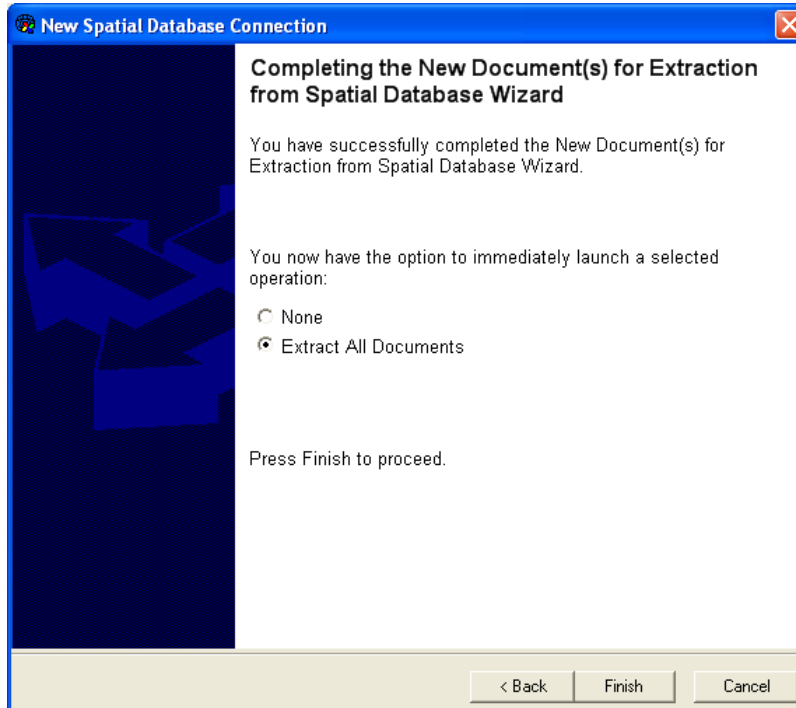 New Spatial Database Connection
Completing the New Document(s) for Extraction
from Spatial Database Wizard
You have successfully completed the New Document(s) for
Extraction from Spatial Database Wizard.
You now have the option to immediately launch a selected
operation:
None
Extract All Documents
Press Finish to proceed.
< Back Finish Cancel